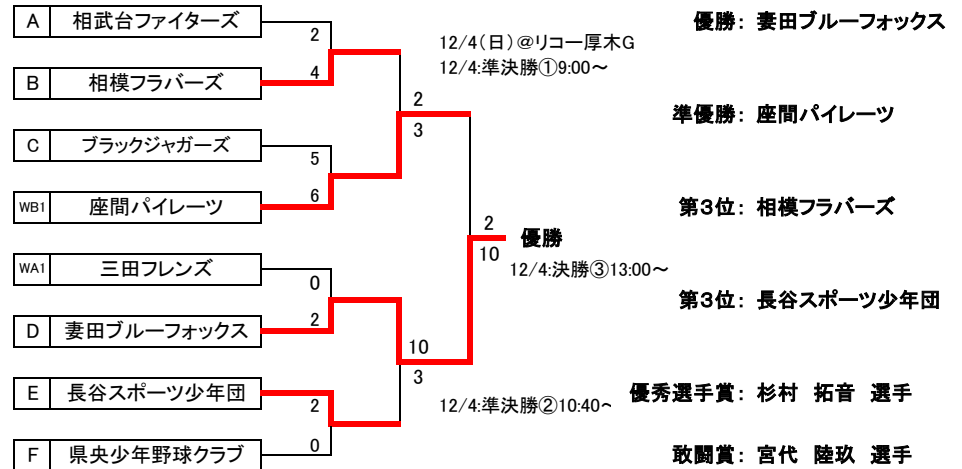 A 相武台ファイターズ
2
4
B 相模フラバーズ
12/4(日)@リコー厚木G
12/4:準決勝①9:00～
2
3
C ブラックジャガーズ
5
6
WB1 座間パイレーツ
2
優勝
10
12/4:決勝③13:00～
WA1 三田フレンズ
0
2
D 妻田ブルーフォックス
10
3
E 長谷スポーツ少年団
2
0
12/4:準決勝②10:40~
F 県央少年野球クラブ
優勝: 妻田ブルーフォックス
準優勝: 座間パイレーツ
第3位: 相模フラバーズ
第3位: 長谷スポーツ少年団
優秀選手賞: 杉村 拓音 選手
敢闘賞: 宮代 陸玖 選手